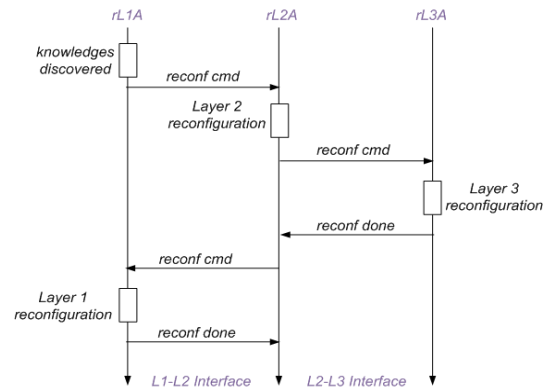 rL1A
rL2A
rL3A
knowledges
discovered
reconf cmd
Layer 2
reconfiguration
reconf cmd
Layer 3
reconfiguration
reconf done
reconf cmd
Layer 1
reconfiguration
reconf done
L1-L2 Interface
L2-L3 Interface